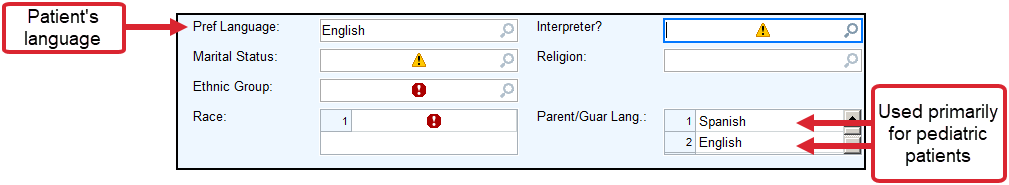 Patient's
language
Pref Language: English Interpreter?
Marital Status: Religion:
Ethnic Group:
Race: 1 Parent/Guar Lang.: 1 Spanish
2 English
Used primarily
for pediatric
patients